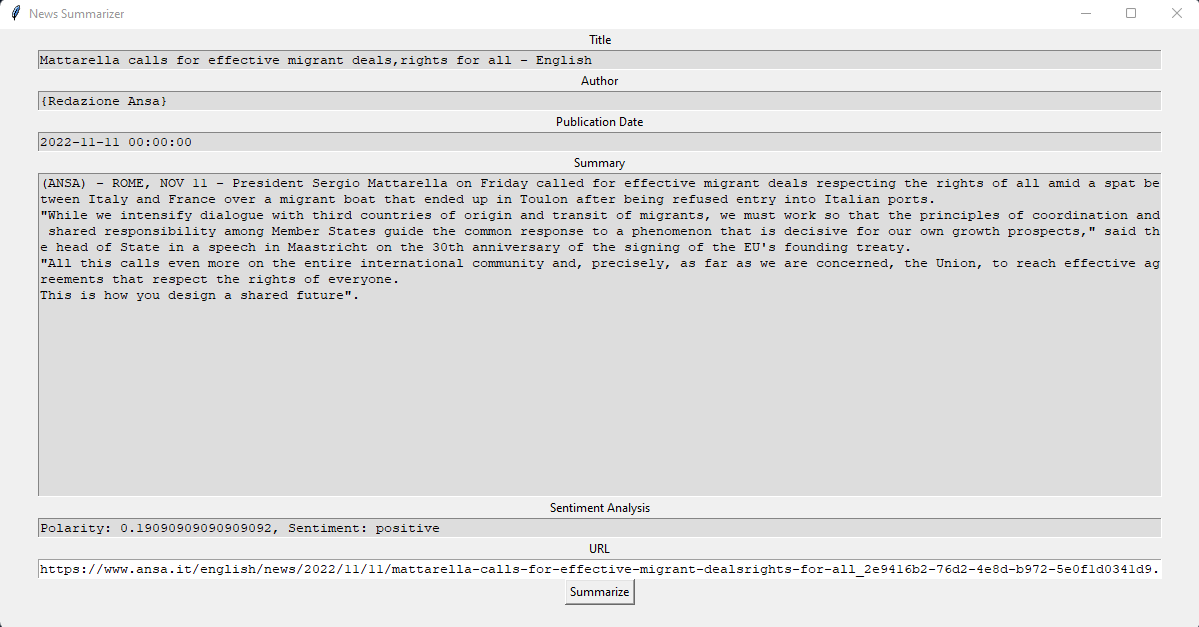 News Summarizer
Title
Mattarella calls for effective migrant deals,rights for all - English
Author
{Redazione Ansa}
Publication Date
2022-11-11 00:00:00
Summary
(ANSA) - ROME, NOV 11 - President Sergio Mattarella on Friday called for effective migrant deals respecting the rights of all amid a spat be
tween Italy and France over a migrant boat that ended up in Toulon after being refused entry into Italian ports.
"While we intensify dialogue with third countries of origin and transit of migrants, we must work so that the principles of coordination and
 shared responsibility among Member States guide the common response to a phenomenon that is decisive for our own growth prospects," said th
e head of State in a speech in Maastricht on the 30th anniversary of the signing of the EU's founding treaty.
"All this calls even more on the entire international community and, precisely, as far as we are concerned, the Union, to reach effective ag
reements that respect the rights of everyone.
This is how you design a shared future".
Sentiment Analysis
Polarity: 0.19090909090909092, Sentiment: positive
URL
https://www.ansa.it/english/news/2022/11/11/mattarella-calls-for-effective-migrant-dealsrights-for-all_2e9416b2-76d2-4e8d-b972-5e0f1d0341d9.
Summarize